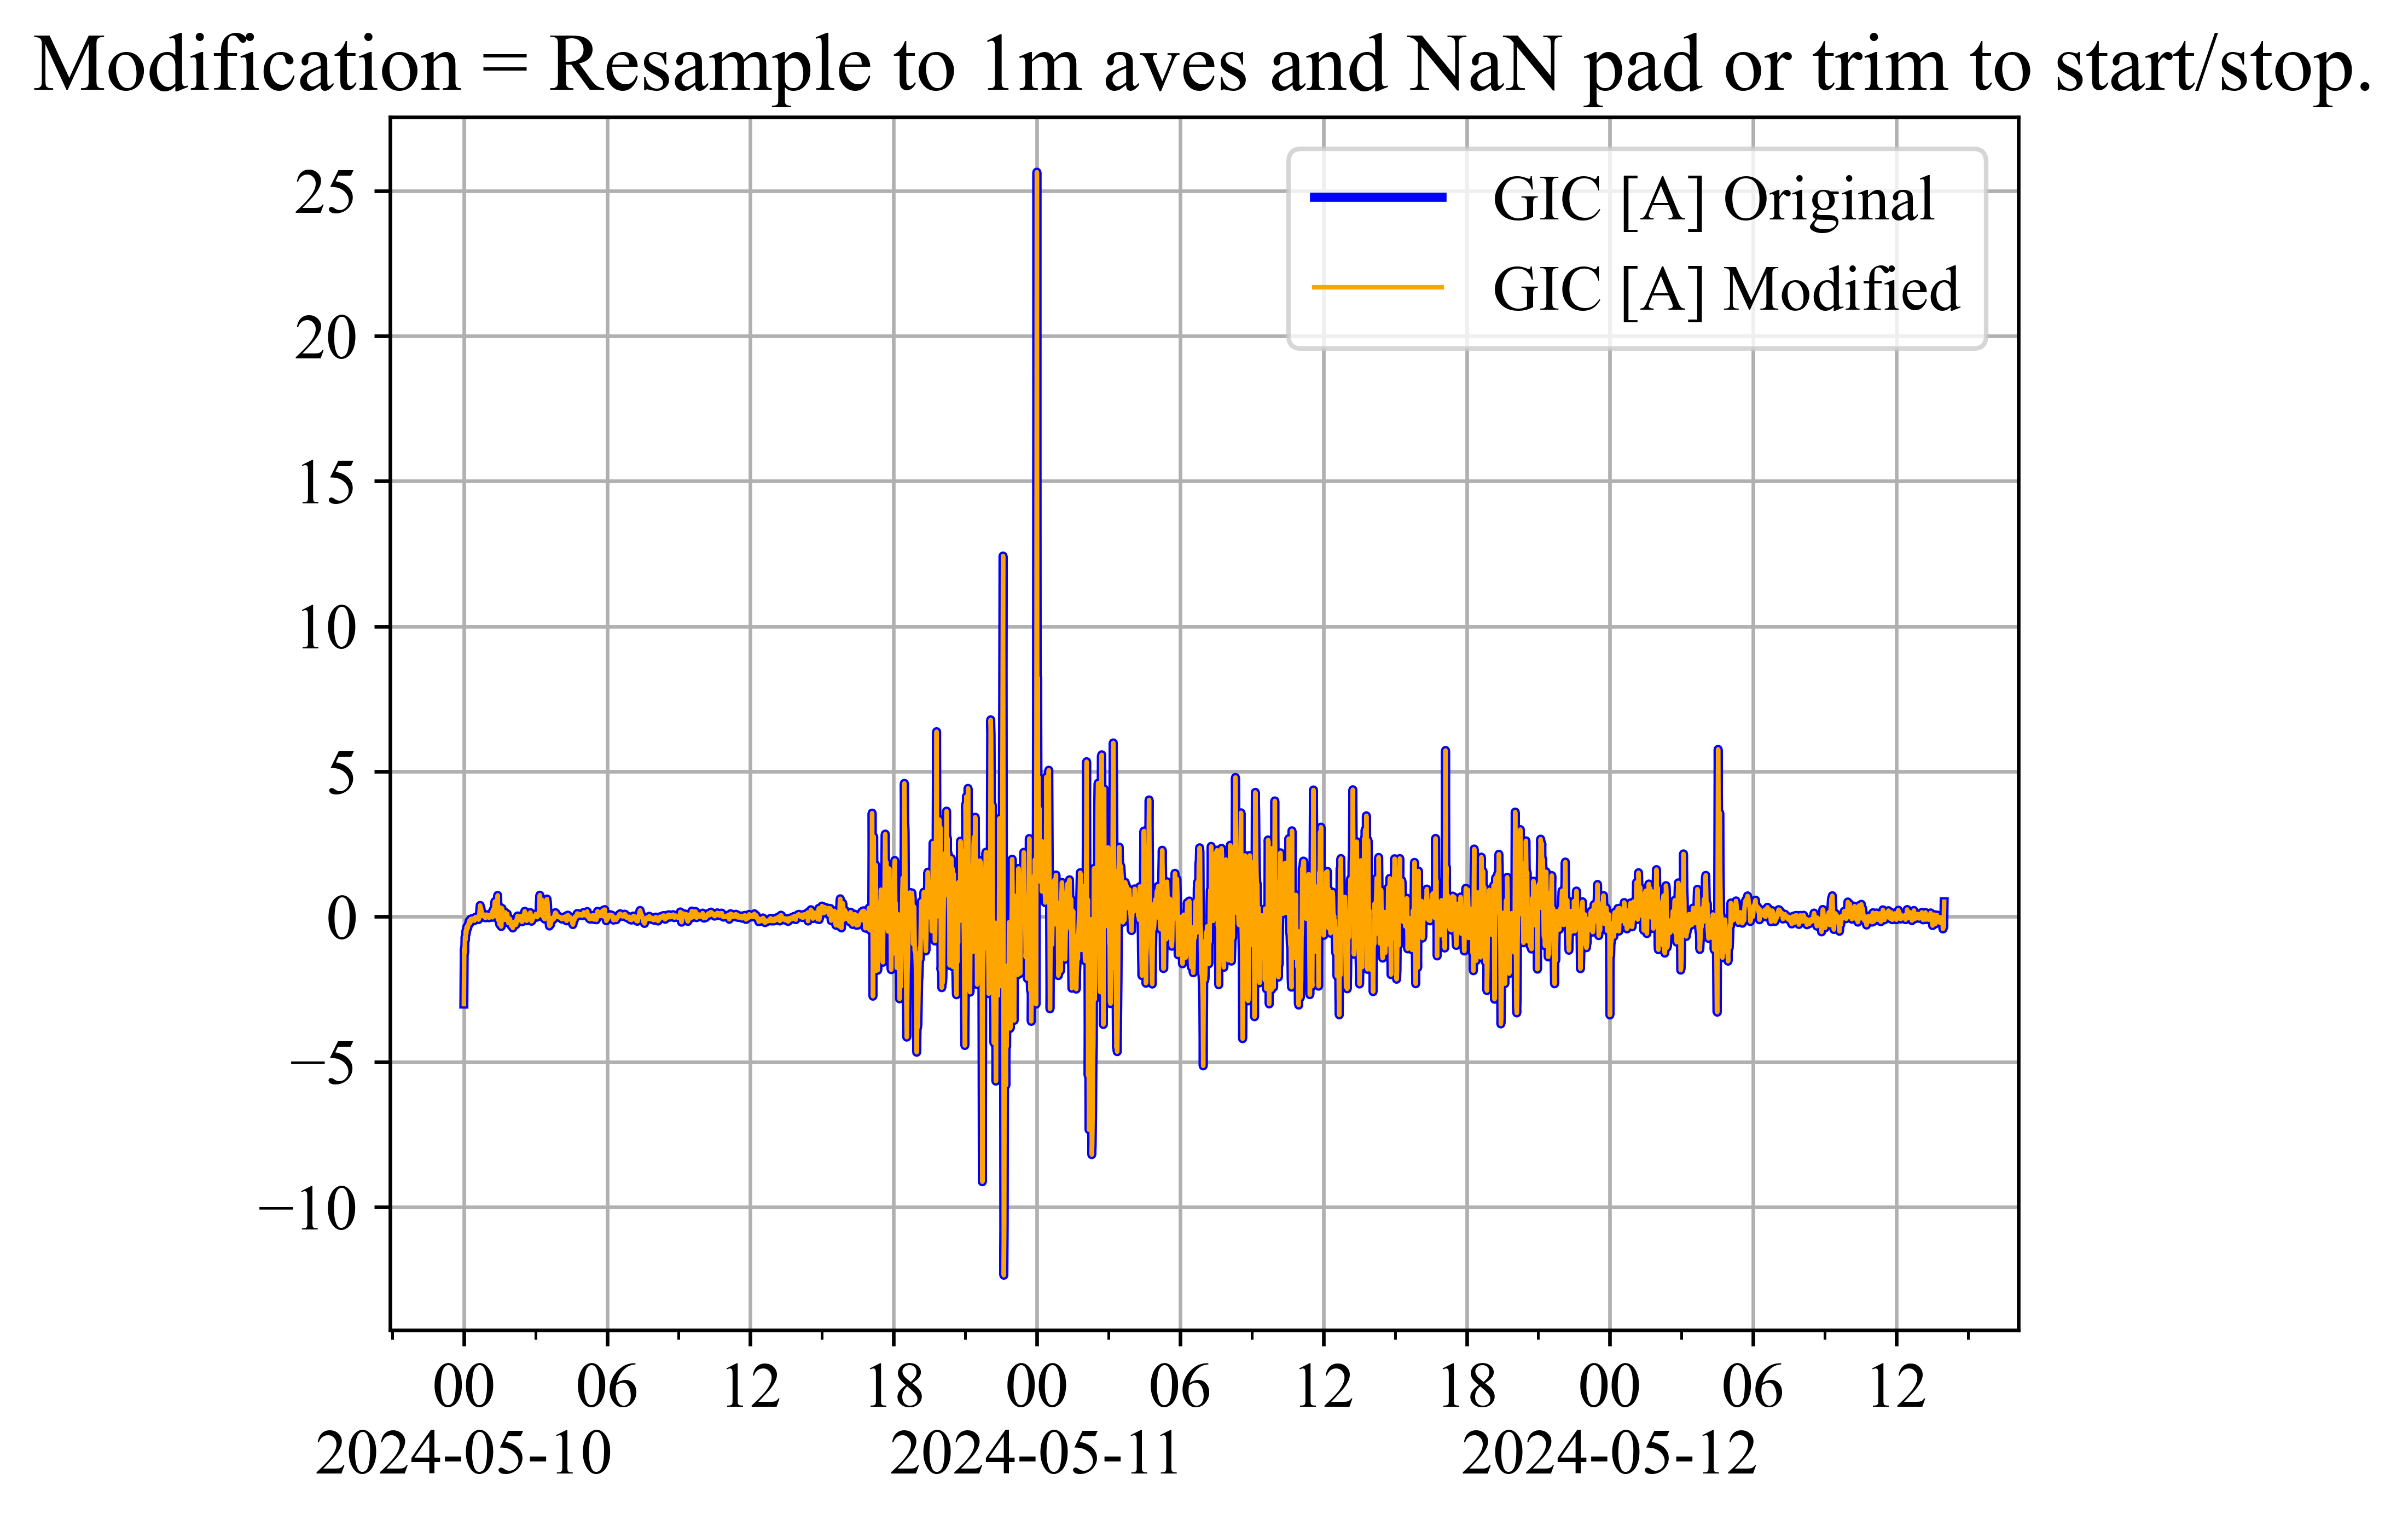 Modification = Resample to 1m aves and NaN pad or trim to start/stop.
25
20
15
10
5
0
−5
−10
GIC [A] Original
GIC [A] Modified
00 06 12 18 00 06 12 18 00 06 12
2024-05-10 2024-05-11 2024-05-12